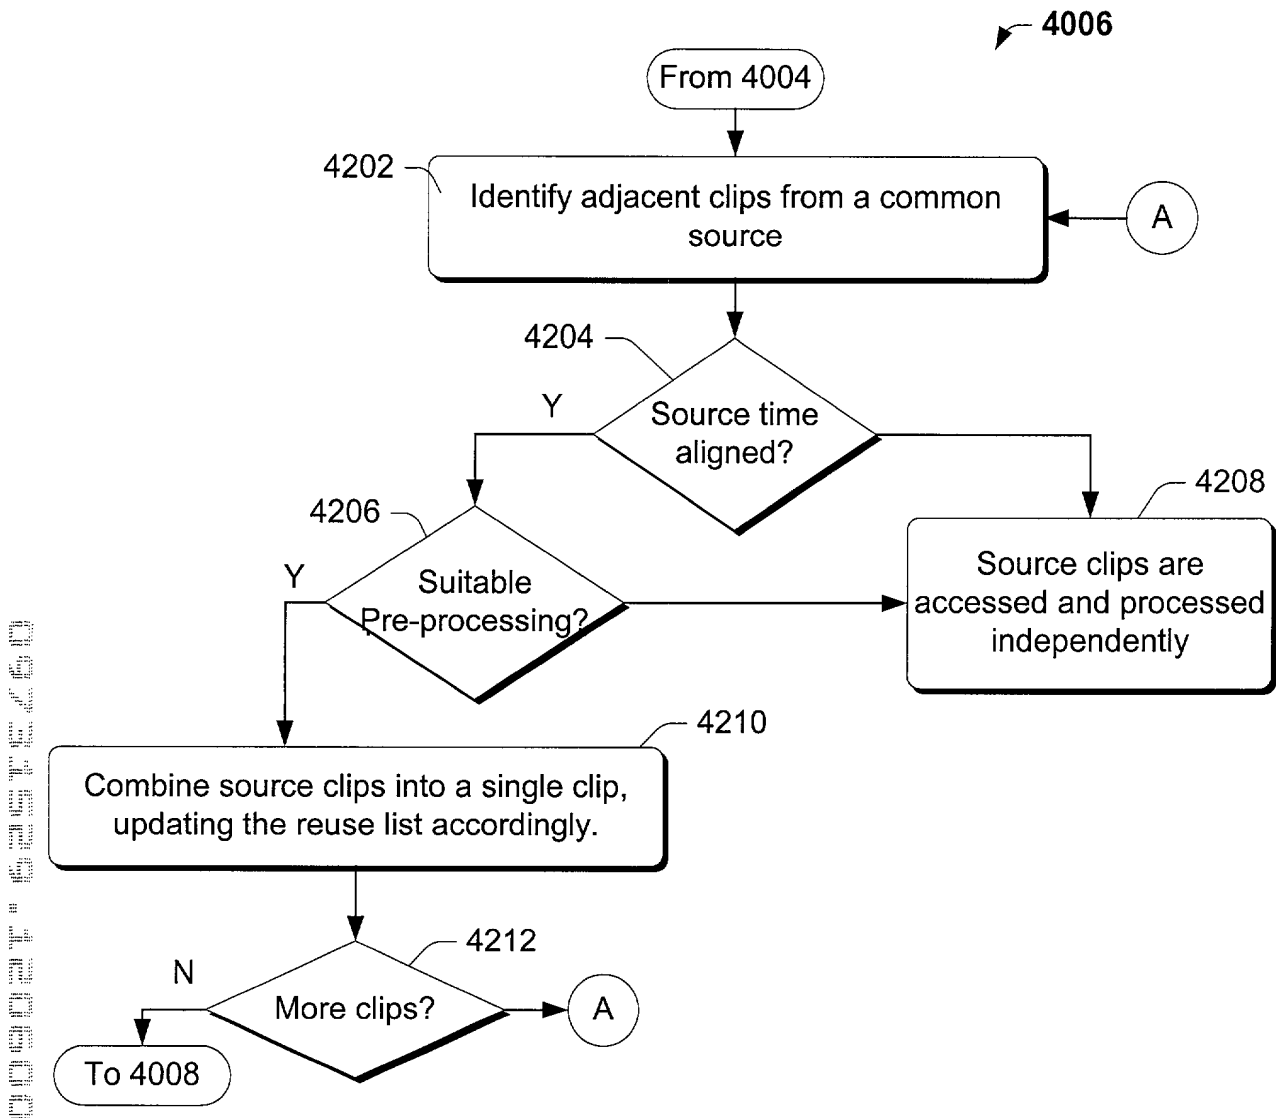 4006
From 4004
4202
Identify adjacent clips from a common
source
A
4204
Y
Source time
aligned?
4206
Y
Suitable
Pre-processing?
4208
Source clips are
accessed and processed
independently
4210
Combine source clips into a single clip,
updating the reuse list accordingly.
4212
N
More clips?
A
To 4008